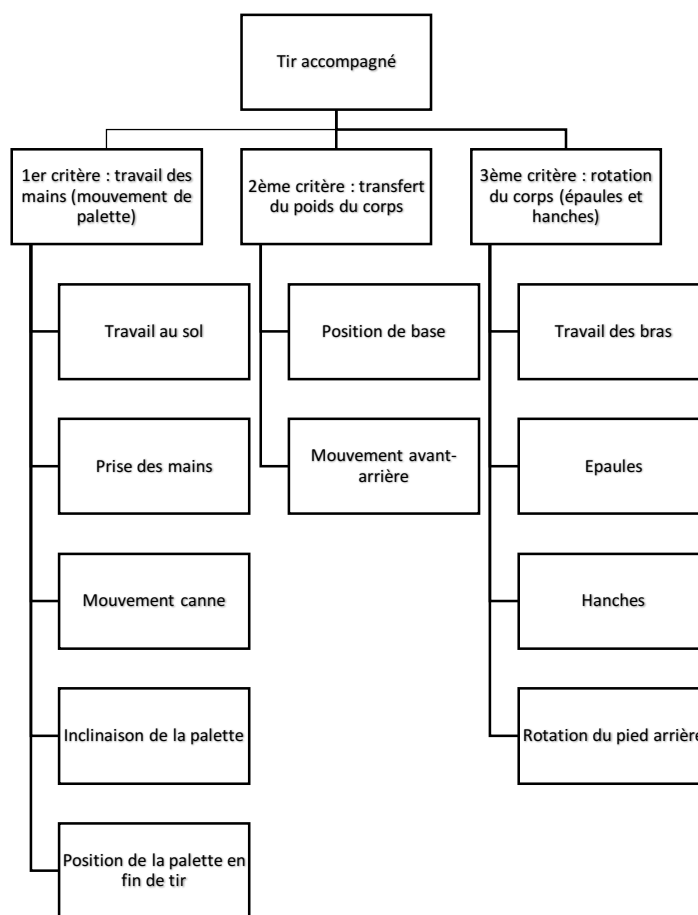 Tir accompagné
1er critère : travail des
mains (mouvement de
palette)
2ème critère : transfert
du poids du corps
3ème critère : rotation
du corps (épaules et
hanches)
Travail au sol
Prise des mains
Mouvement canne
Inclinaison de la palette
Position de la palette en
fin de tir
Position de base
Mouvement avant-
arrière
Travail des bras
Epaules
Hanches
Rotation du pied arrière